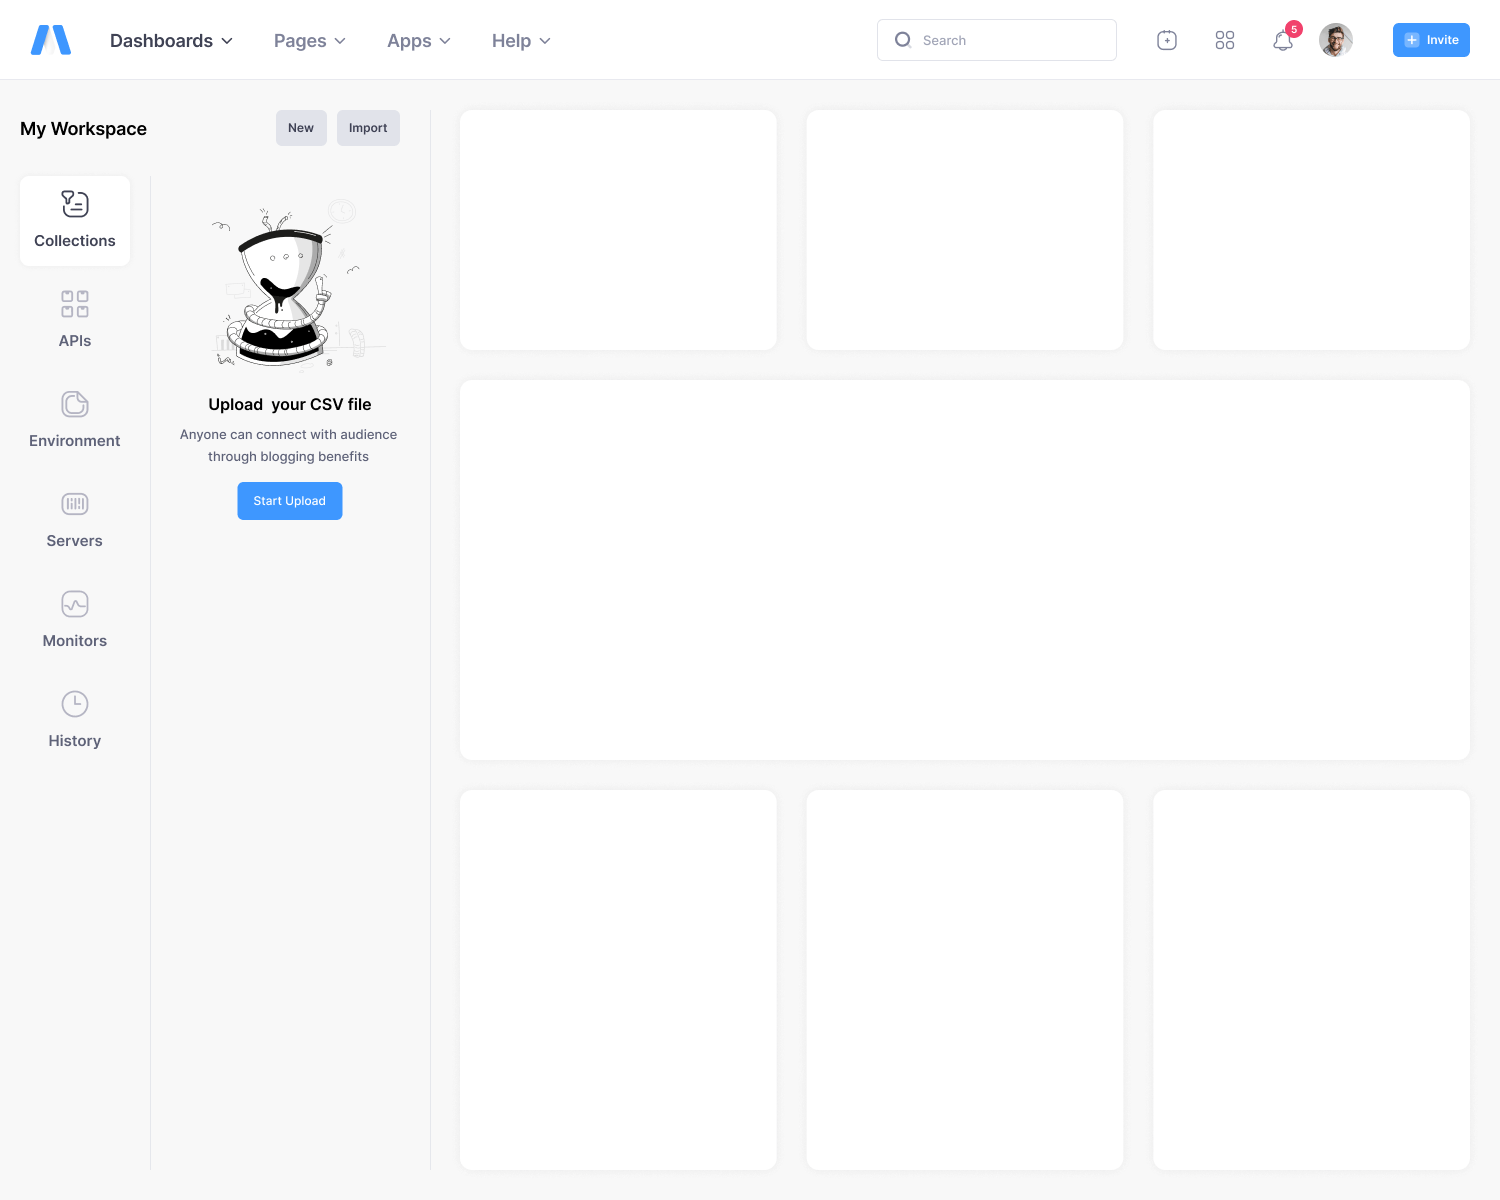 Dashboards
Pages
Apps
Help
Search
5
Invite
My Workspace
New
Import
Collections
APIs
Environment
Servers
Monitors
History
Upload  your CSV file
Anyone can connect with audience
through blogging benefits
Start Upload